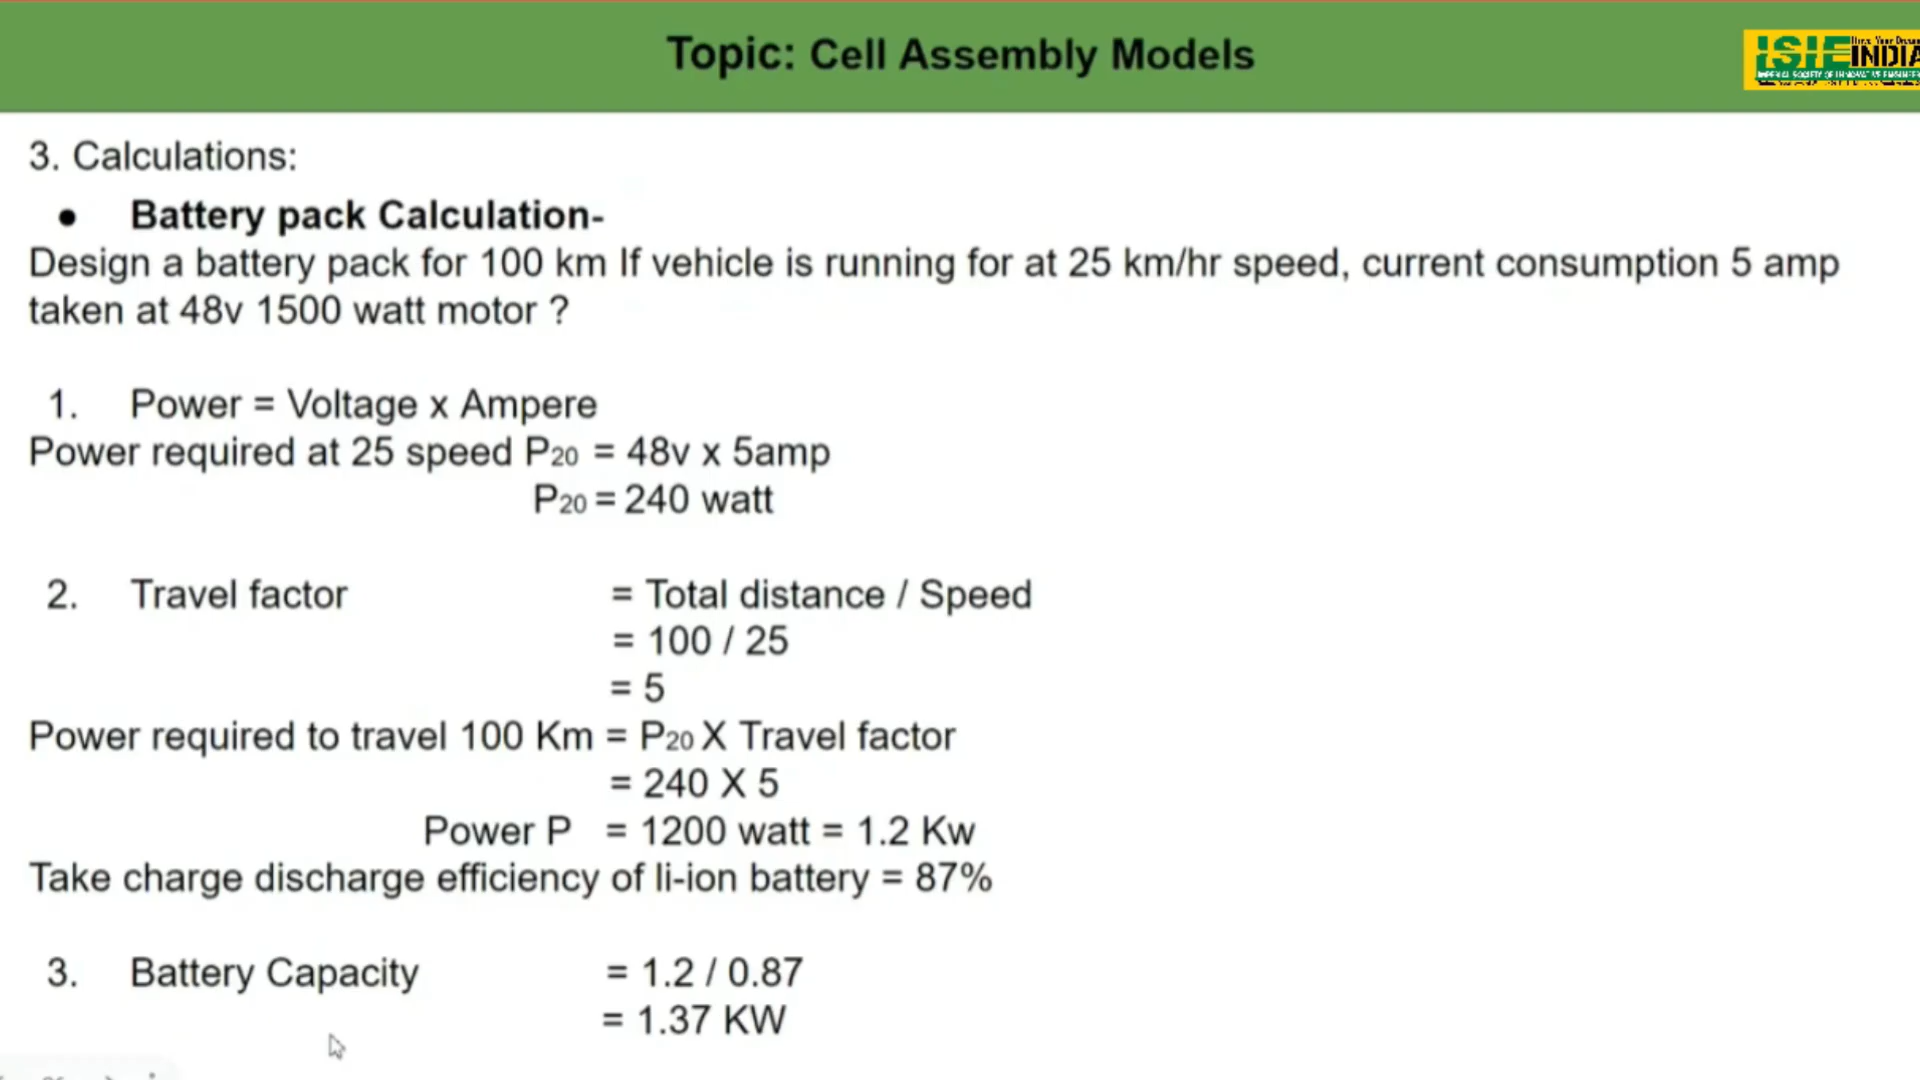 Topic: Cell Assembly Models
ISIE INDIA
3. Calculations:
● Battery pack Calculation-
Design a battery pack for 100 km If vehicle is running for at 25 km/hr speed, current consumption 5 amp
taken at 48v 1500 watt motor ?
1. Power = Voltage x Ampere
Power required at 25 speed P20 = 48v x 5amp
P20 = 240 watt
2. Travel factor = Total distance / Speed
= 100 / 25
= 5
Power required to travel 100 Km = P20 X Travel factor
= 240 X 5
Power P = 1200 watt = 1.2 Kw
Take charge discharge efficiency of li-ion battery = 87%
3. Battery Capacity = 1.2 / 0.87
= 1.37 KW